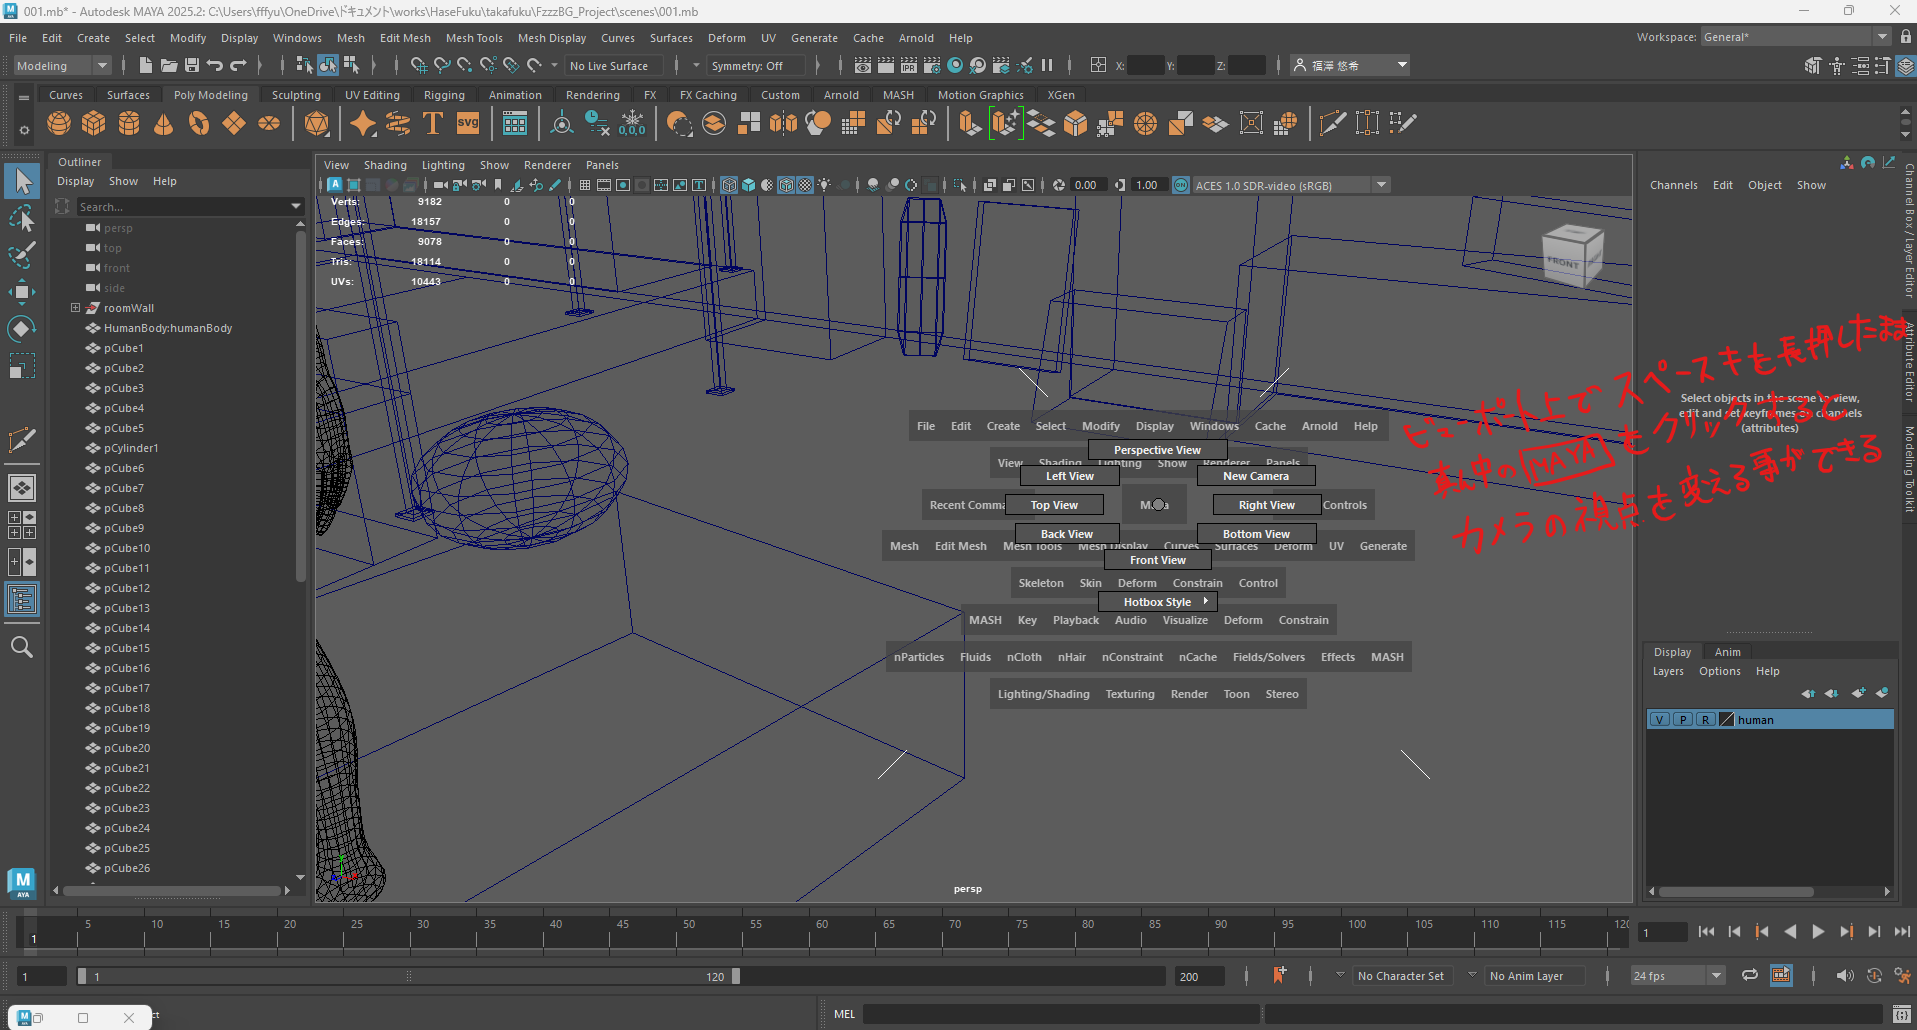 001.mb* - Autodesk MAYA 2025.2: C:\Users\fffyu\OneDrive\ドキュメント\works\HaseFuku\takafuku\FzzzBG_Project\scenes\001.mb
File Edit Create Select Modify Display Windows Mesh Edit Mesh Mesh Tools Mesh Display Curves Surfaces Deform UV Generate Cache Arnold Help
Workspace: General*
Modeling No Live Surface Symmetry: Off IPR X: Y: Z: 福澤 悠希
Curves Surfaces Poly Modeling Sculpting UV Editing Rigging Animation Rendering FX FX Caching Custom Arnold MASH Motion Graphics XGen
T SVG 0,0,0
Outliner
Display Show Help
Search...
persp
top
front
side
roomWall
HumanBody:humanBody
pCube1
pCube2
pCube3
pCube4
pCube5
pCylinder1
pCube6
pCube7
pCube8
pCube9
pCube10
pCube11
pCube12
pCube13
pCube14
pCube15
pCube16
pCube17
pCube18
pCube19
pCube20
pCube21
pCube22
pCube23
pCube24
pCube25
pCube26
View Shading Lighting Show Renderer Panels
0.00 1.00 ACES 1.0 SDR-video (sRGB)
Verts: 9182 0 0
Edges: 18157 0 0
Faces: 9078 0 0
Tris: 18114 0 0
UVs: 10443 0 0
FRONT
File Edit Create Select Modify Display Windows Cache Arnold Help
Perspective View
View Shading Lighting Show Renderer Panels
Left View New Camera
Recent Comma Top View Right View Controls
Back View Bottom View
Mesh Edit Mesh Mesh Tools Mesh Display Curves Surfaces Deform UV Generate
Front View
Skeleton Skin Deform Constrain Control
Hotbox Style
MASH Key Playback Audio Visualize Deform Constrain
nParticles Fluids nCloth nHair nConstraint nCache Fields/Solvers Effects MASH
Lighting/Shading Texturing Render Toon Stereo
persp
Channels Edit Object Show
ビューポート上でスペースキーを長押したまま
真ん中のMAYAをクリックすると
カメラの視点を変える事ができる
Select objects in the scene to view,
edit and set keyframes on channels
(attributes)
Channel Box / Layer Editor
Attribute Editor
Modeling Toolkit
Display Anim
Layers Options Help
V P R human
M
AYA
5 10 15 20 25 30 35 40 45 50 55 60 65 70 75 80 85 90 95 100 105 110 115 120
1
1
1 1 120 200 No Character Set No Anim Layer 24 fps
MEL